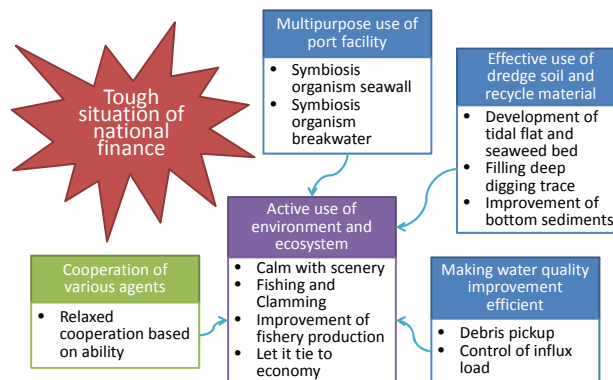 Tough
situation of
national
finance
Multipurpose use of
port facility
• Symbiosis
organism seawall
• Symbiosis
organism
breakwater
Effective use of
dredge soil and
recycle material
• Development of
tidal flat and
seaweed bed
• Filling deep
digging trace
• Improvement of
bottom sediments
Active use of
environment and
ecosystem
• Calm with scenery
• Fishing and
Clamming
• Improvement of
fishery production
• Let it tie to
economy
Cooperation of
various agents
• Relaxed
cooperation based
on ability
Making water quality
improvement
efficient
• Debris pickup
• Control of influx
load